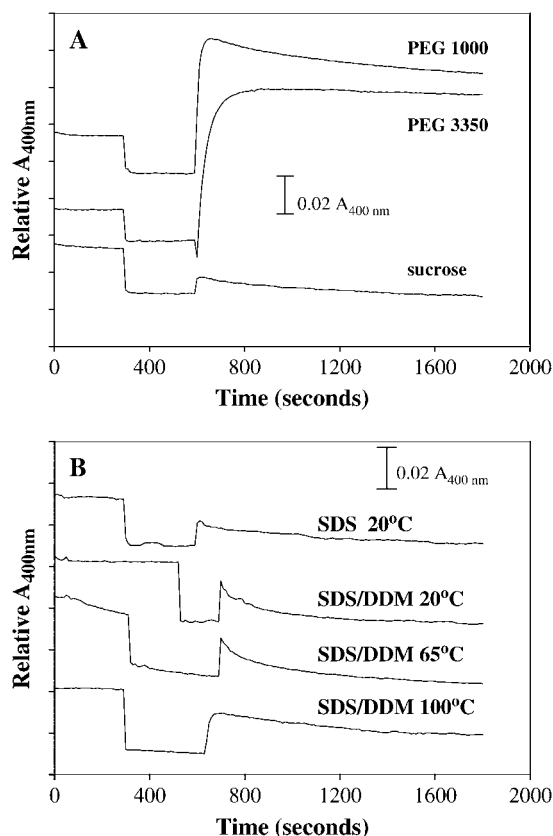 A
PEG 1000
PEG 3350
0.02 A400 nm
sucrose
Relative A400nm
0 400 800 1200 1600 2000
Time (seconds)
B
0.02 A400 nm
SDS 20°C
SDS/DDM 20°C
SDS/DDM 65°C
SDS/DDM 100°C
Relative A400nm
0 400 800 1200 1600 2000
Time (seconds)